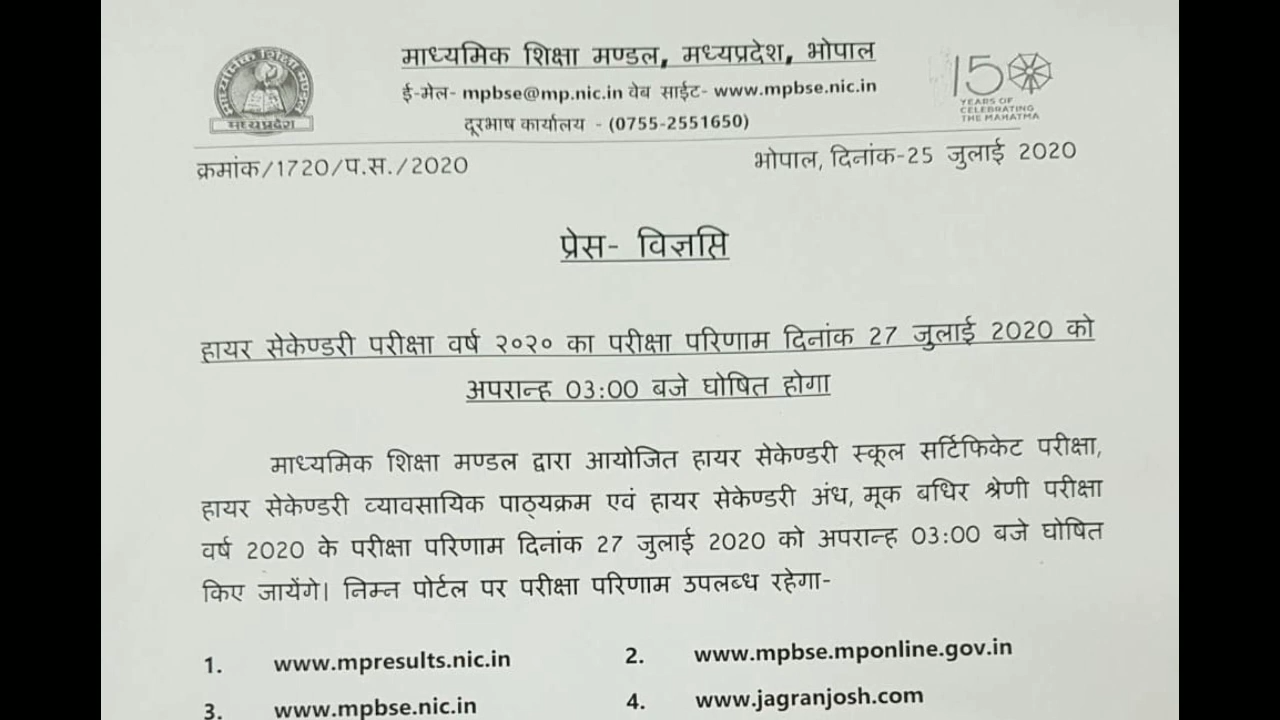 माध्यमिक शिक्षा मण्डल, मध्यप्रदेश, भोपाल
ई-मेल- mpbse@mp.nic.in वेब साईट- www.mpbse.nic.in
दूरभाष कार्यालय - (0755-2551650)
माध्यमिक शिक्षा मण्डल
मध्यप्रदेश
150
YEARS OF
CELEBRATING
THE MAHATMA
क्रमांक/1720/प.स./2020
भोपाल, दिनांक-25 जुलाई 2020
प्रेस- विज्ञप्ति
हायर सेकेण्डरी परीक्षा वर्ष २०२० का परीक्षा परिणाम दिनांक 27 जुलाई 2020 को
अपरान्ह 03:00 बजे घोषित होगा
माध्यमिक शिक्षा मण्डल द्वारा आयोजित हायर सेकेण्डरी स्कूल सर्टिफिकेट परीक्षा,
हायर सेकेण्डरी व्यावसायिक पाठ्यक्रम एवं हायर सेकेण्डरी अंध, मूक बधिर श्रेणी परीक्षा
वर्ष 2020 के परीक्षा परिणाम दिनांक 27 जुलाई 2020 को अपरान्ह 03:00 बजे घोषित
किए जायेंगे। निम्न पोर्टल पर परीक्षा परिणाम उपलब्ध रहेगा-
1. www.mpresults.nic.in
2. www.mpbse.mponline.gov.in
3. www.mpbse.nic.in
4. www.jagranjosh.com